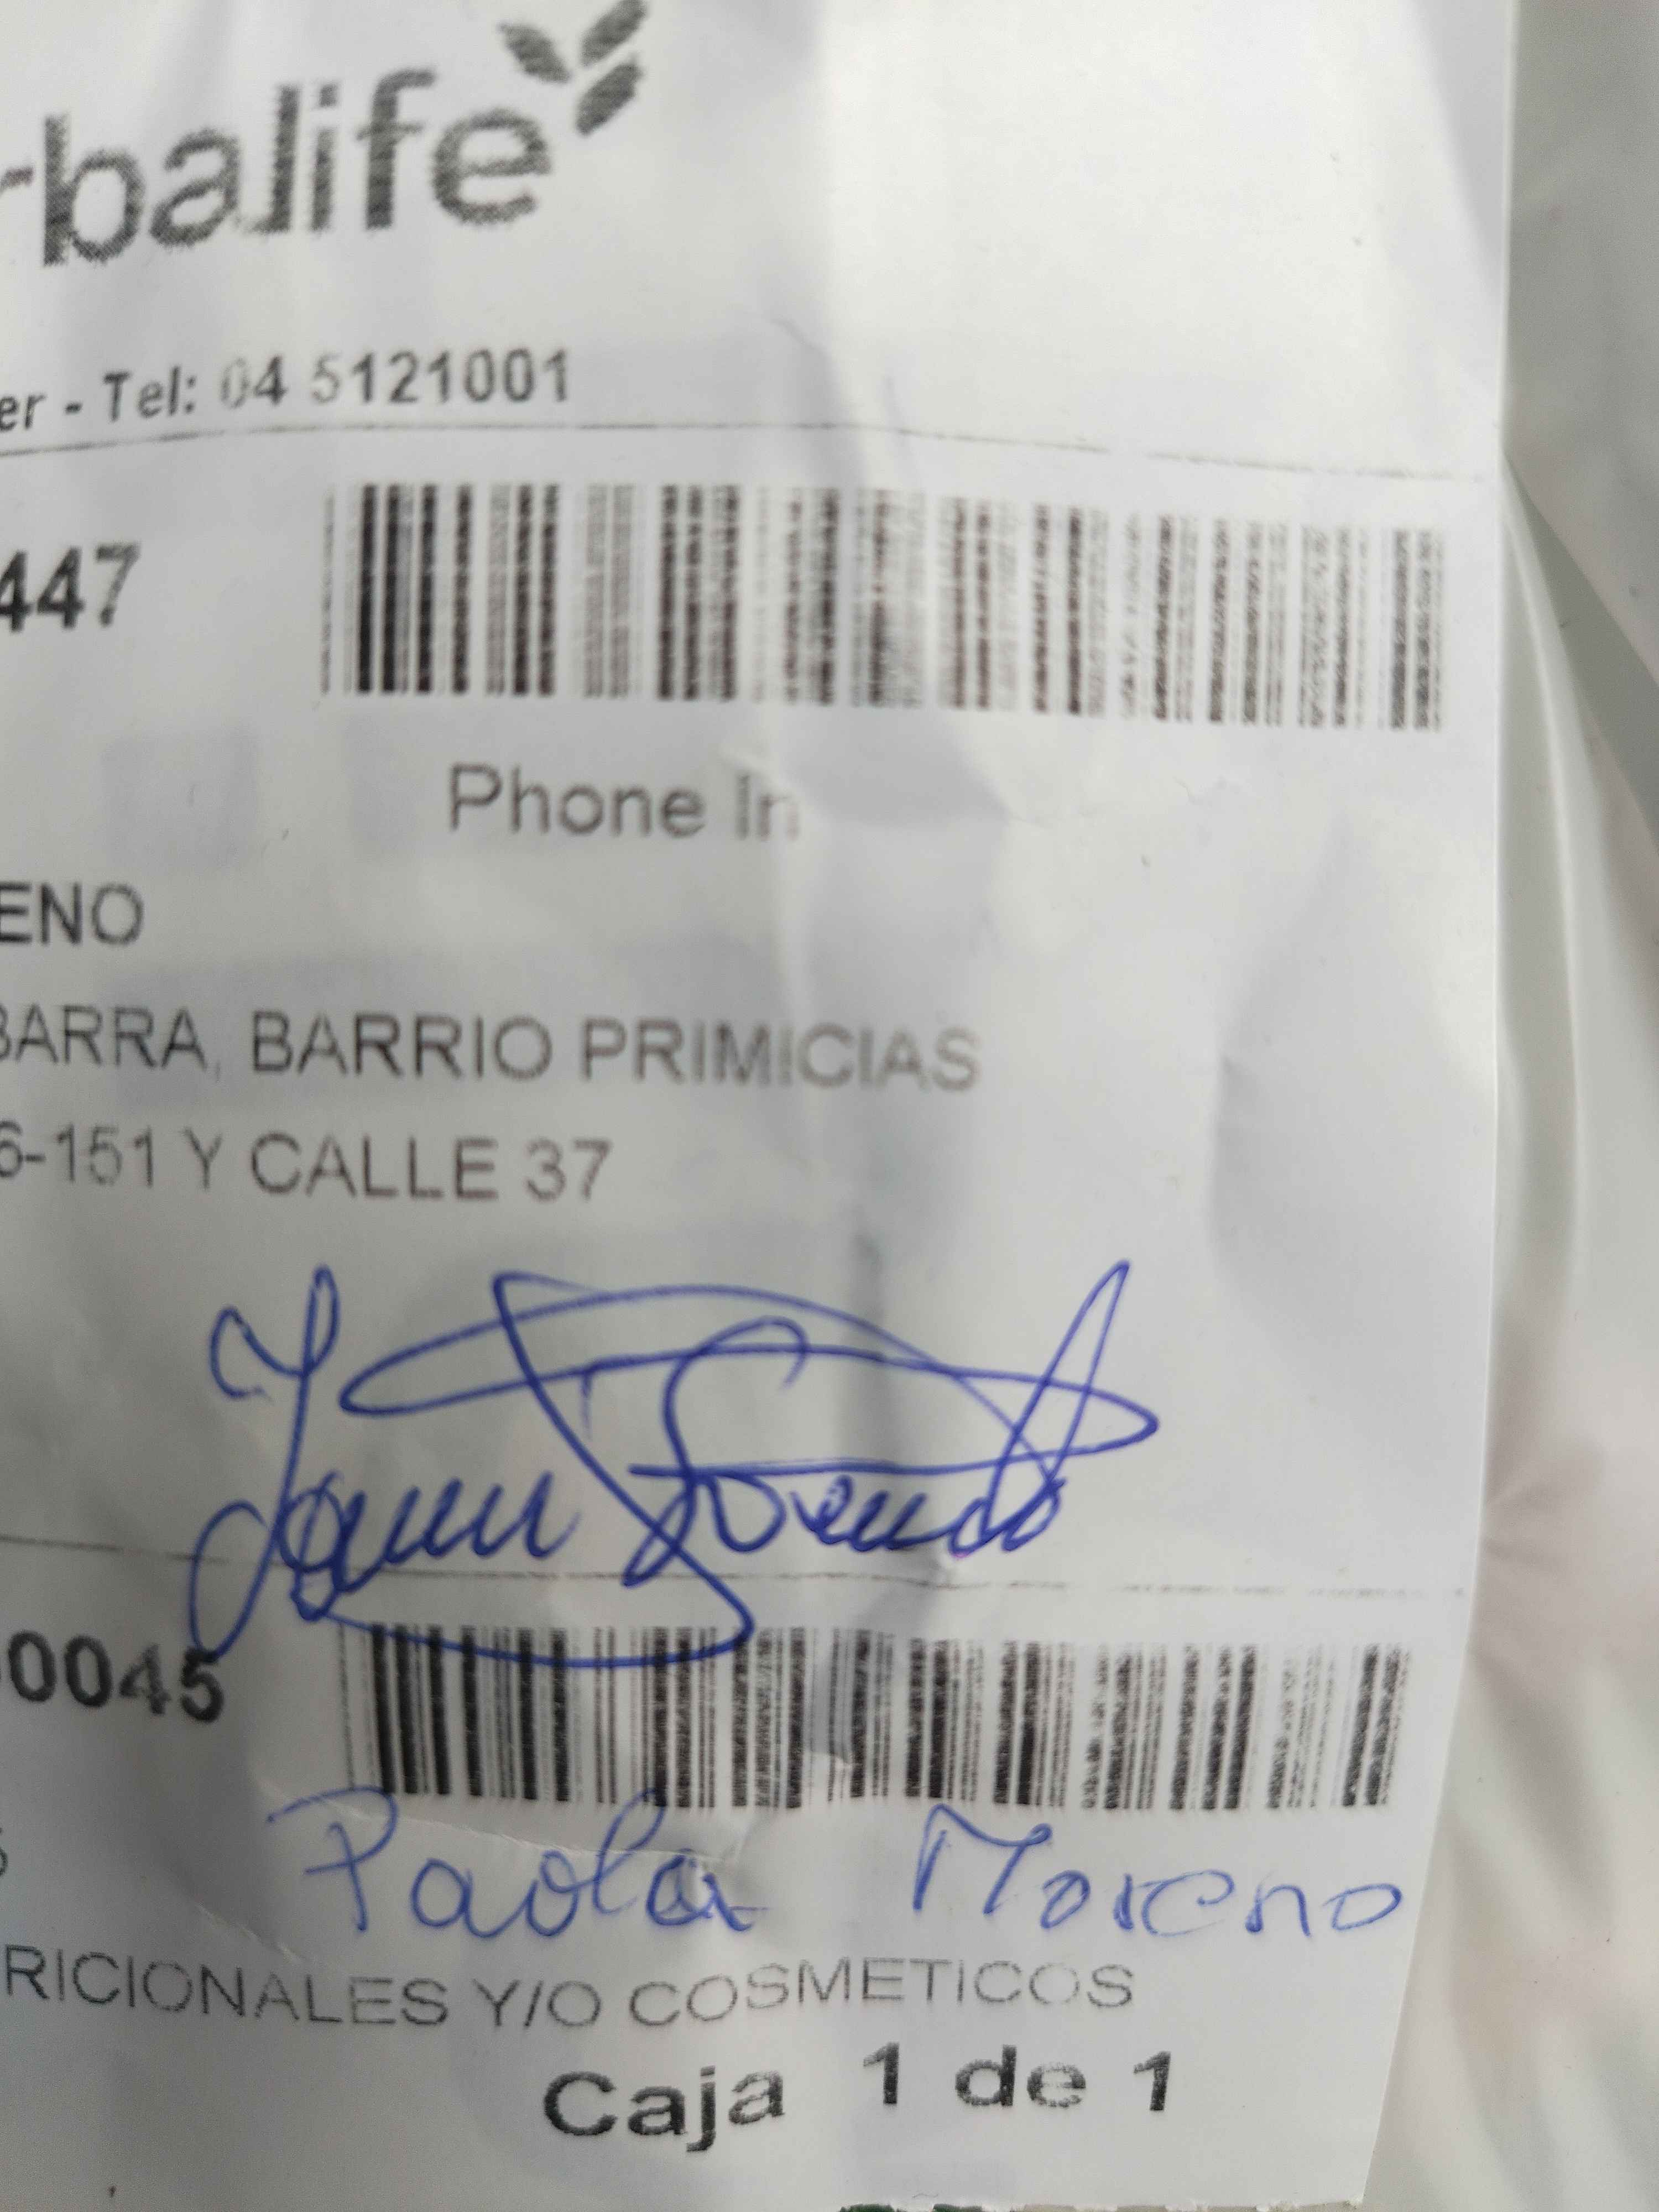 rbalife
er - Tel: 04 5121001
447
Phone In
ENO
BARRA, BARRIO PRIMICIAS
6-151 Y CALLE 37
0045
Paola Moreno
RICIONALES Y/O COSMETICOS
Caja 1 de 1